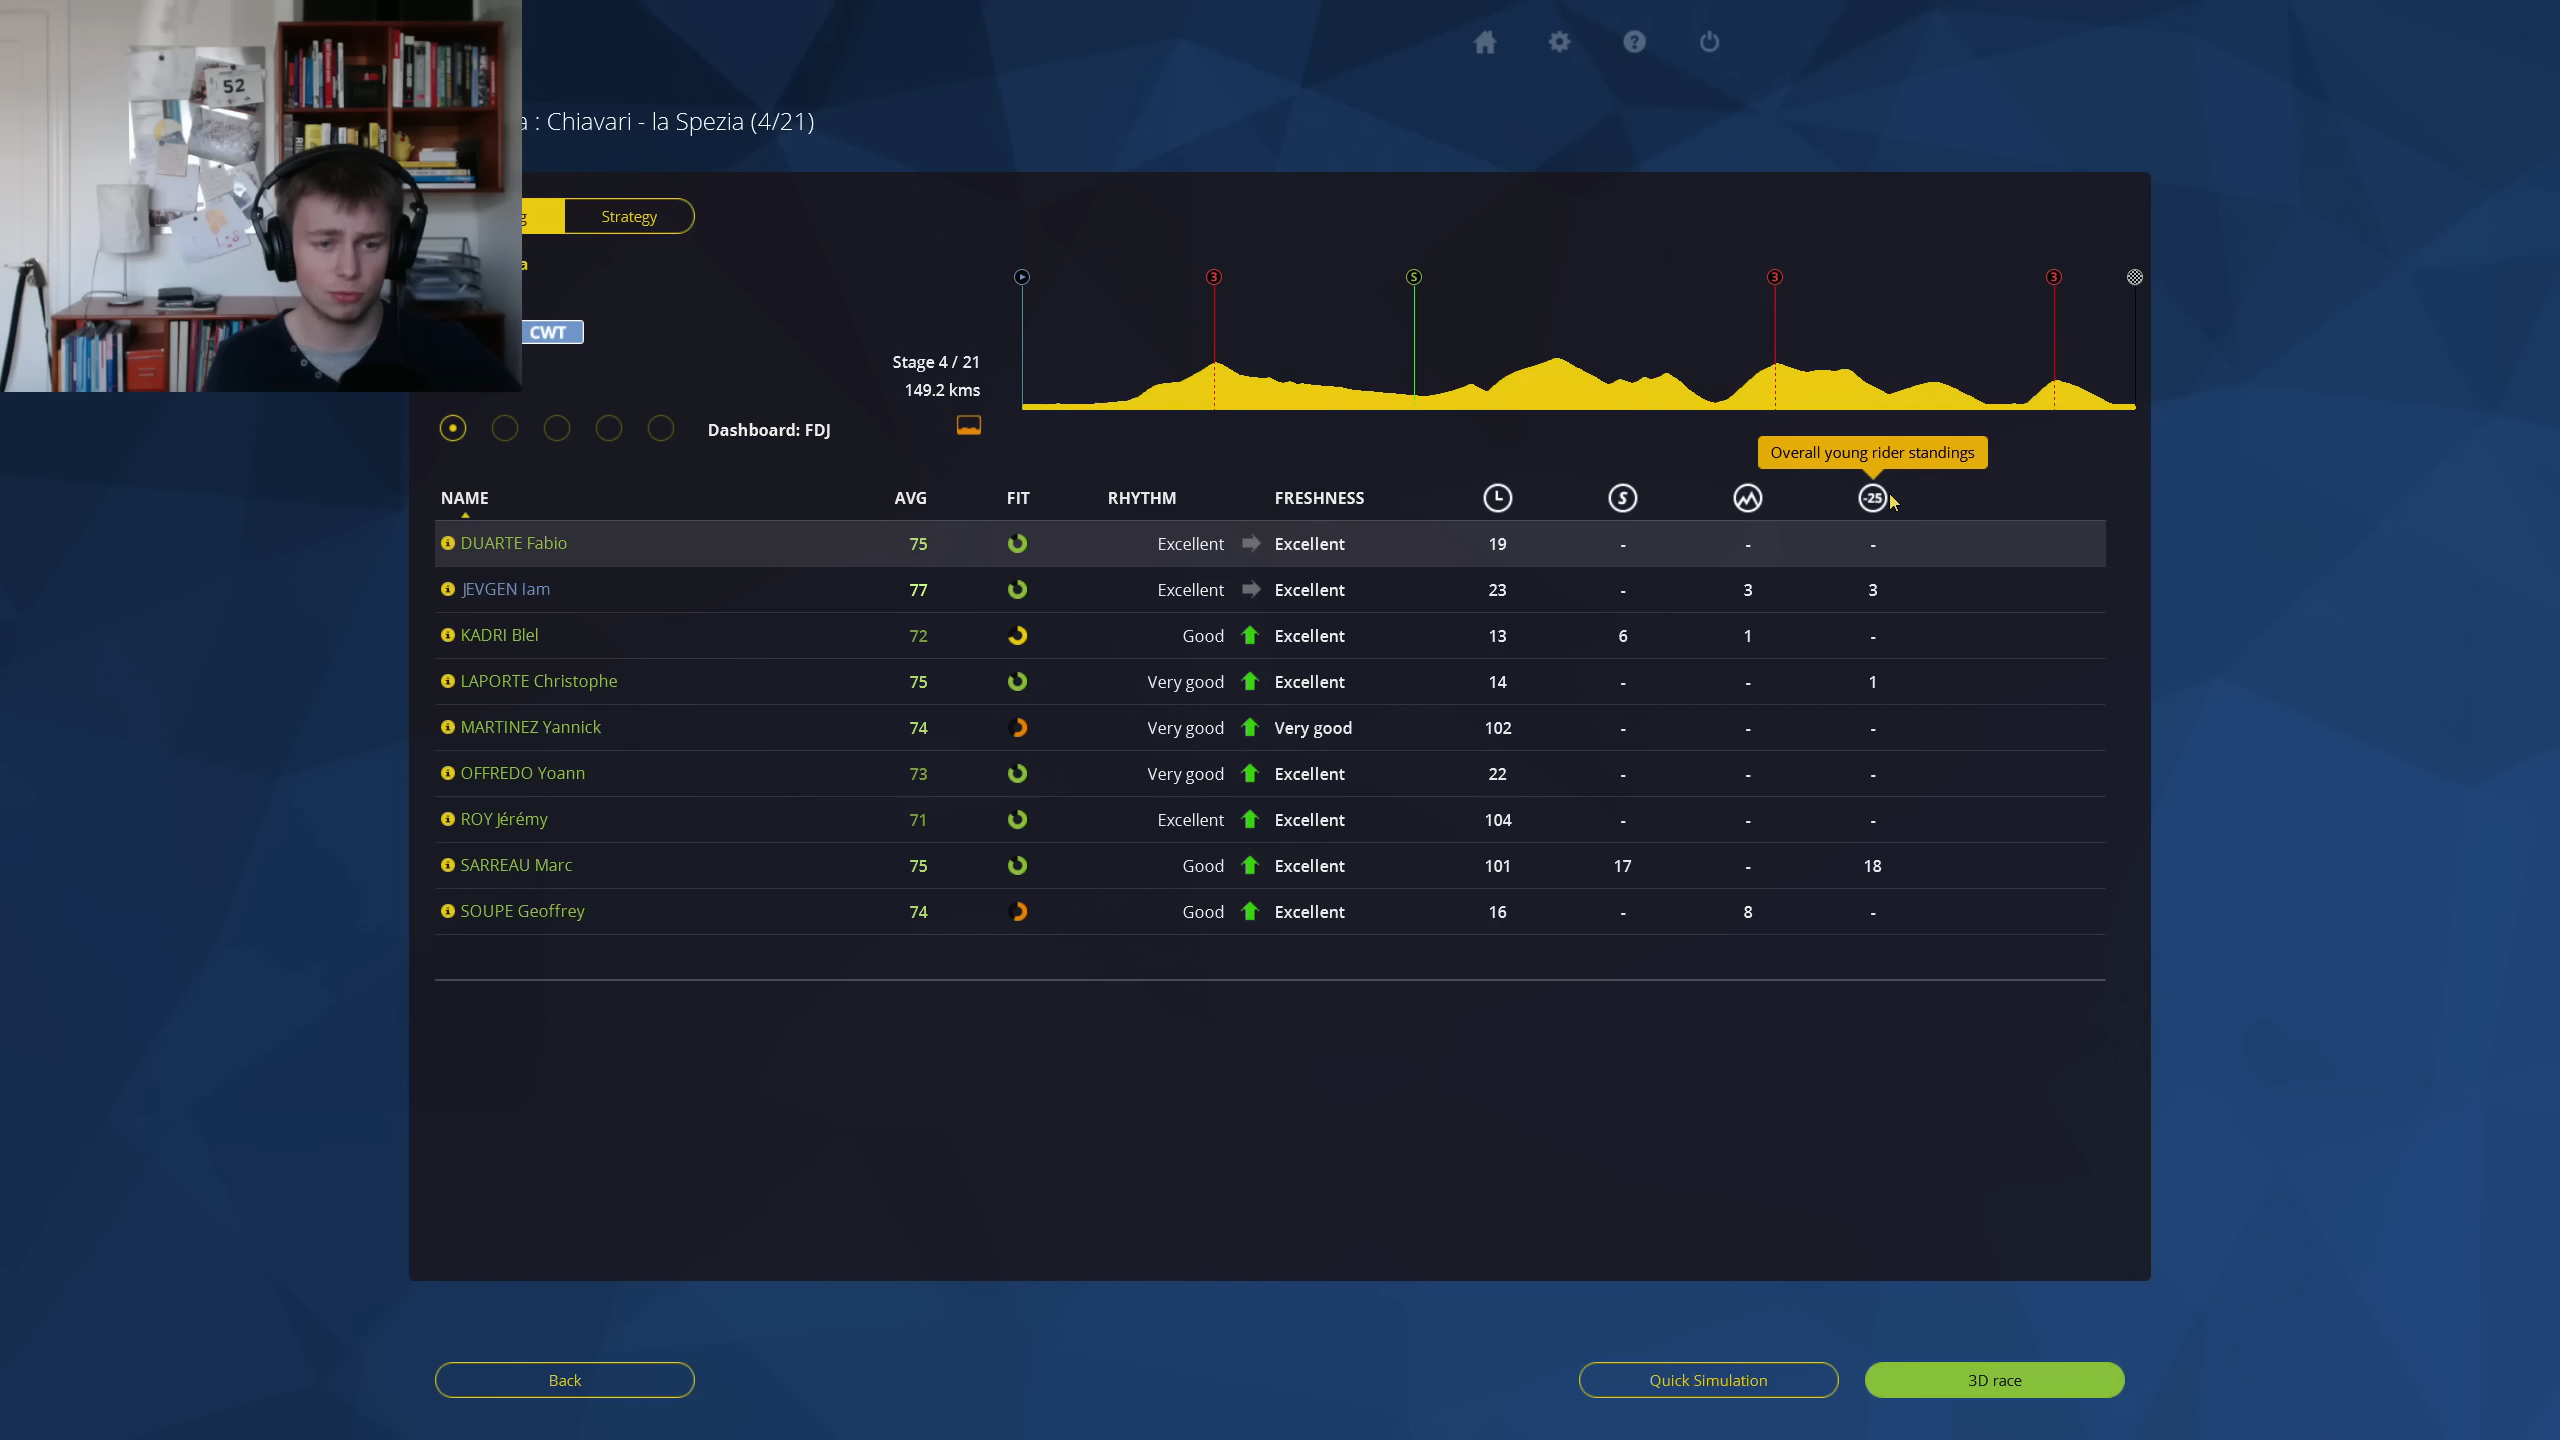 52
a : Chiavari - la Spezia (4/21)
g Strategy
a
CWT
Stage 4 / 21
149.2 kms
3 S 3 3
Dashboard: FDJ
Overall young rider standings
NAME AVG FIT RHYTHM FRESHNESS S -25
DUARTE Fabio 75 Excellent Excellent 19 - - -
JEVGEN Iam 77 Excellent Excellent 23 - 3 3
KADRI Blel 72 Good Excellent 13 6 1 -
LAPORTE Christophe 75 Very good Excellent 14 - - 1
MARTINEZ Yannick 74 Very good Very good 102 - - -
OFFREDO Yoann 73 Very good Excellent 22 - - -
ROY Jérémy 71 Excellent Excellent 104 - - -
SARREAU Marc 75 Good Excellent 101 17 - 18
SOUPE Geoffrey 74 Good Excellent 16 - 8 -
Back Quick Simulation 3D race